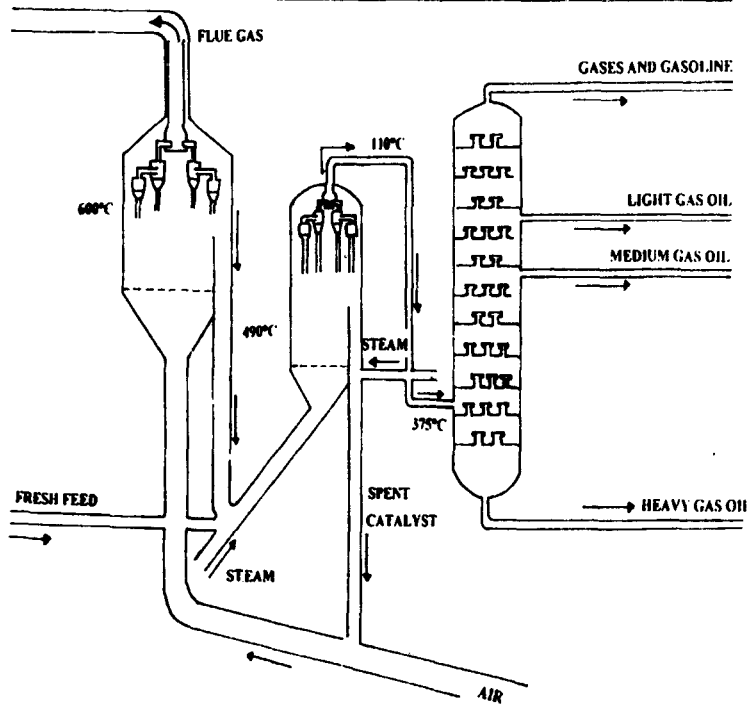 FLUE GAS
GASES AND GASOLINE
110°C
600°C
LIGHT GAS OIL
MEDIUM GAS OIL
490°C
STEAM
375°C
FRESH FEED
SPENT
CATALYST
HEAVY GAS OIL
STEAM
AIR